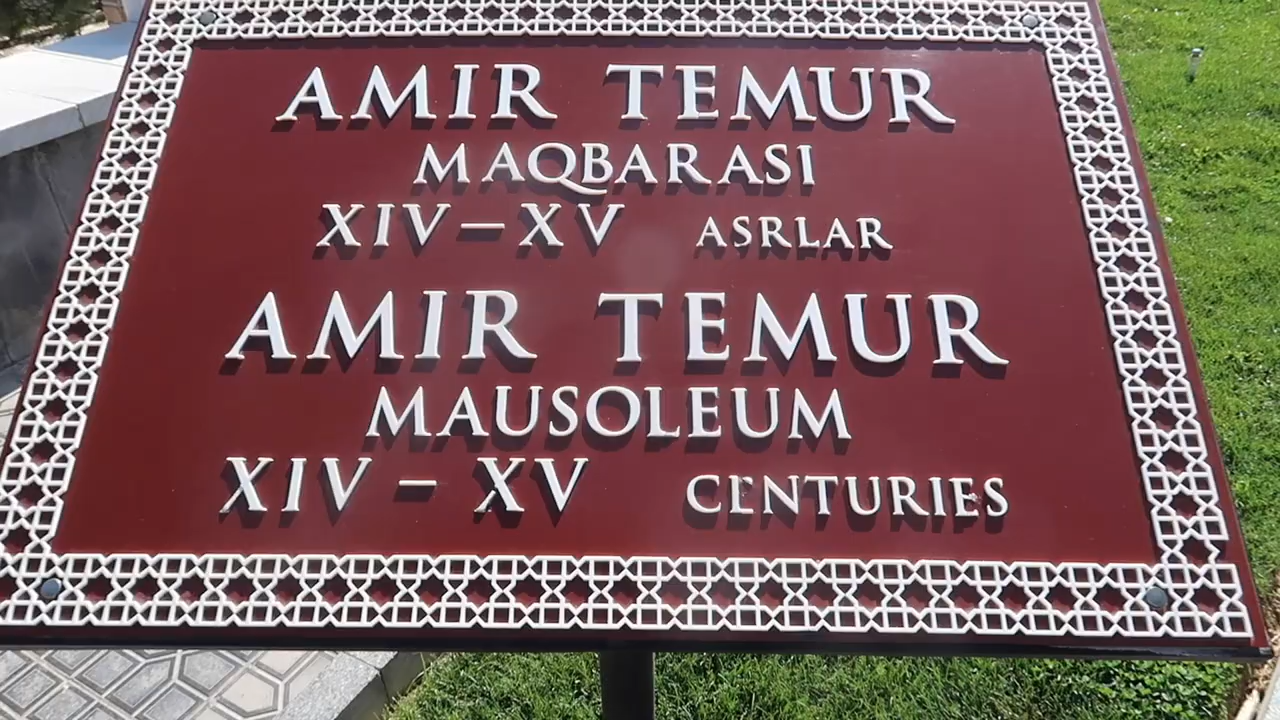 AMIR TEMUR
MAQBARASI
XIV-XV ASRLAR
AMIR TEMUR
MAUSOLEUM
XIV - XV CENTURIES